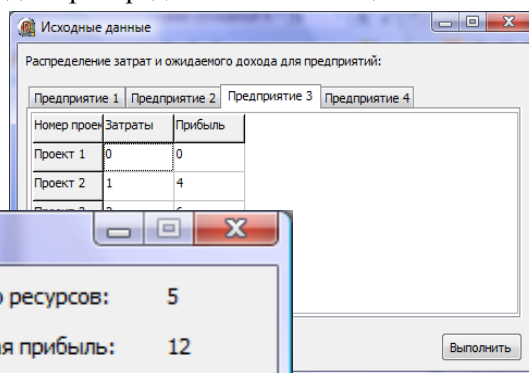 Исходные данные
Распределение затрат и ожидаемого дохода для предприятий:
Предприятие 1 Предприятие 2 Предприятие 3 Предприятие 4
Номер проек Затраты Прибыль
Проект 1 0 0
Проект 2 1 4
ресурсов: 5
прибыль: 12
Выполнить